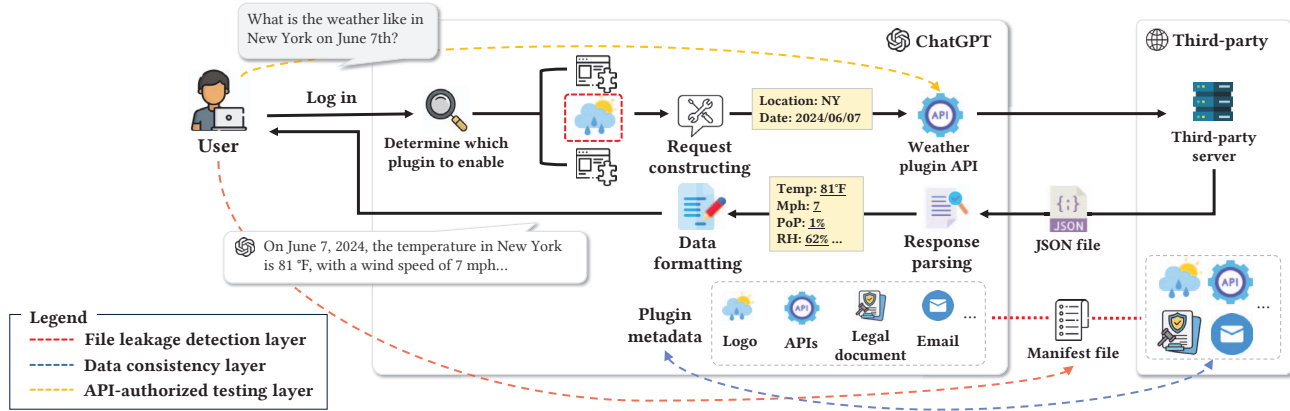 What is the weather like in
New York on June 7th?
ChatGPT
Third-party
Log in
User
Determine which
plugin to enable
Request
constructing
Location: NY
Date: 2024/06/07
API
Weather
plugin API
Third-party
server
Data
formatting
Temp: 81°F
Mph: 7
PoP: 1%
RH: 62% ...
Response
parsing
{;}
JSON
JSON file
On June 7, 2024, the temperature in New York
is 81 °F, with a wind speed of 7 mph...
Plugin
metadata
Logo
API
APIs
Legal
document
Email
...
Manifest file
API
...
Legend
File leakage detection layer
Data consistency layer
API-authorized testing layer